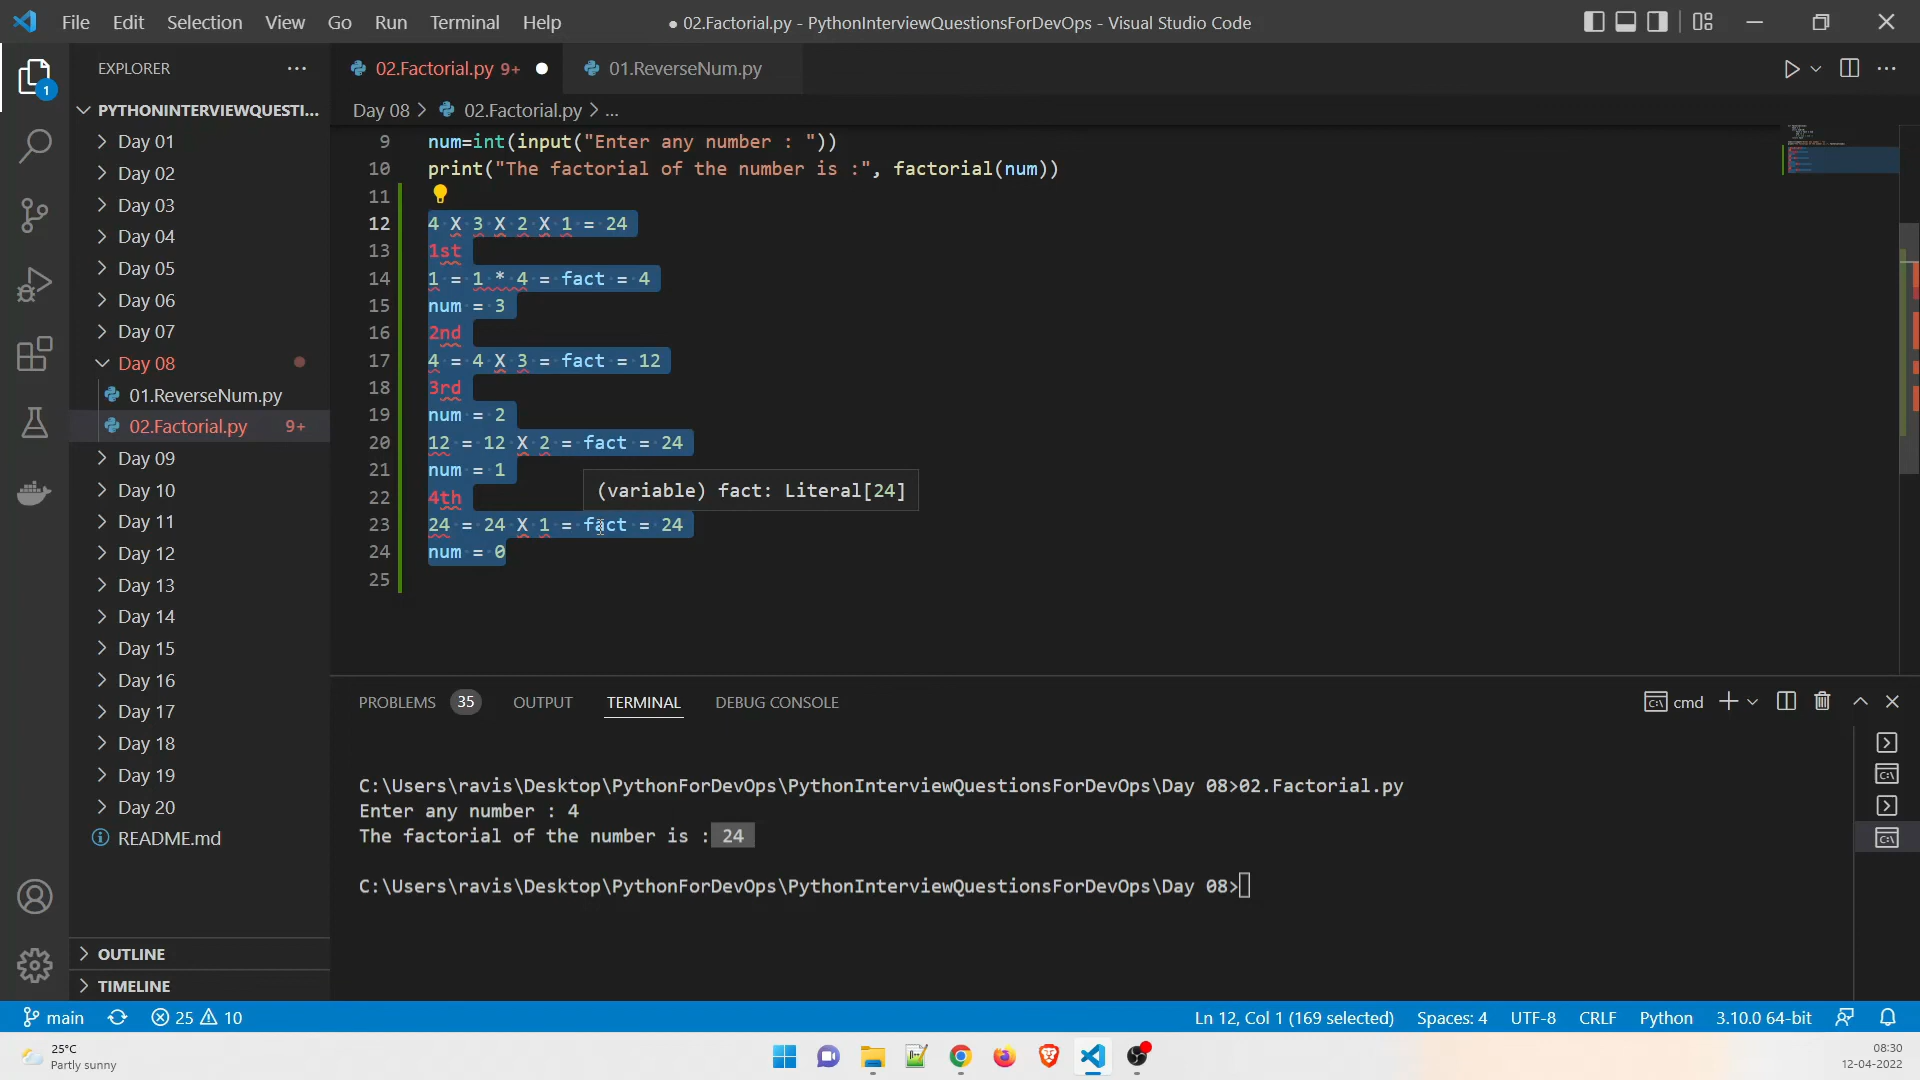 File Edit Selection View Go Run Terminal Help
● 02.Factorial.py - PythonInterviewQuestionsForDevOps - Visual Studio Code
EXPLORER
1
PYTHONINTERVIEWQUESTI...
Day 01
Day 02
Day 03
Day 04
Day 05
Day 06
Day 07
Day 08
01.ReverseNum.py
02.Factorial.py 9+
Day 09
Day 10
Day 11
Day 12
Day 13
Day 14
Day 15
Day 16
Day 17
Day 18
Day 19
Day 20
README.md
OUTLINE
TIMELINE
02.Factorial.py 9+ ●
01.ReverseNum.py
Day 08 > 02.Factorial.py > ...
9 num=int(input("Enter any number : "))
10 print("The factorial of the number is :", factorial(num))
11
12 4 X 3 X 2 X 1 = 24
13 1st
14 1 = 1 * 4 = fact = 4
15 num = 3
16 2nd
17 4 = 4 X 3 = fact = 12
18 3rd
19 num = 2
20 12 = 12 X 2 = fact = 24
21 num = 1
22 4th
(variable) fact: Literal[24]
23 24 = 24 X 1 = fact = 24
24 num = 0
25
PROBLEMS 35 OUTPUT TERMINAL DEBUG CONSOLE
cmd
C:\Users\ravis\Desktop\PythonForDevOps\PythonInterviewQuestionsForDevOps\Day 08>02.Factorial.py
Enter any number : 4
The factorial of the number is : 24
C:\Users\ravis\Desktop\PythonForDevOps\PythonInterviewQuestionsForDevOps\Day 08>
main 25 10
Ln 12, Col 1 (169 selected) Spaces: 4 UTF-8 CRLF Python 3.10.0 64-bit
25°C
Partly sunny
08:30
12-04-2022